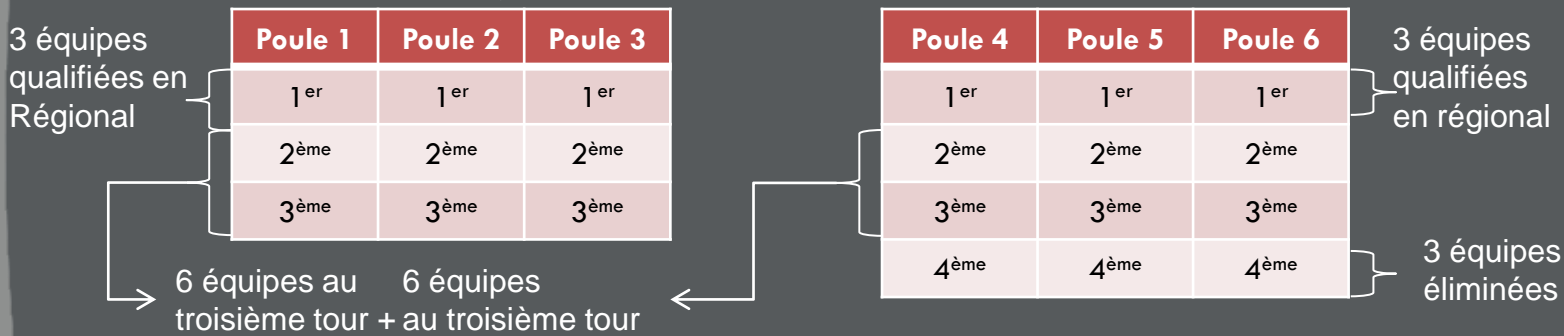 3 équipes
qualifiées en
Régional
Poule 1 Poule 2 Poule 3
1er 1er 1er
2ème 2ème 2ème
3ème 3ème 3ème
6 équipes au
troisième tour +
6 équipes
au troisième tour
Poule 4 Poule 5 Poule 6
1er 1er 1er
2ème 2ème 2ème
3ème 3ème 3ème
4ème 4ème 4ème
3 équipes
qualifiées
en régional
3 équipes
éliminées